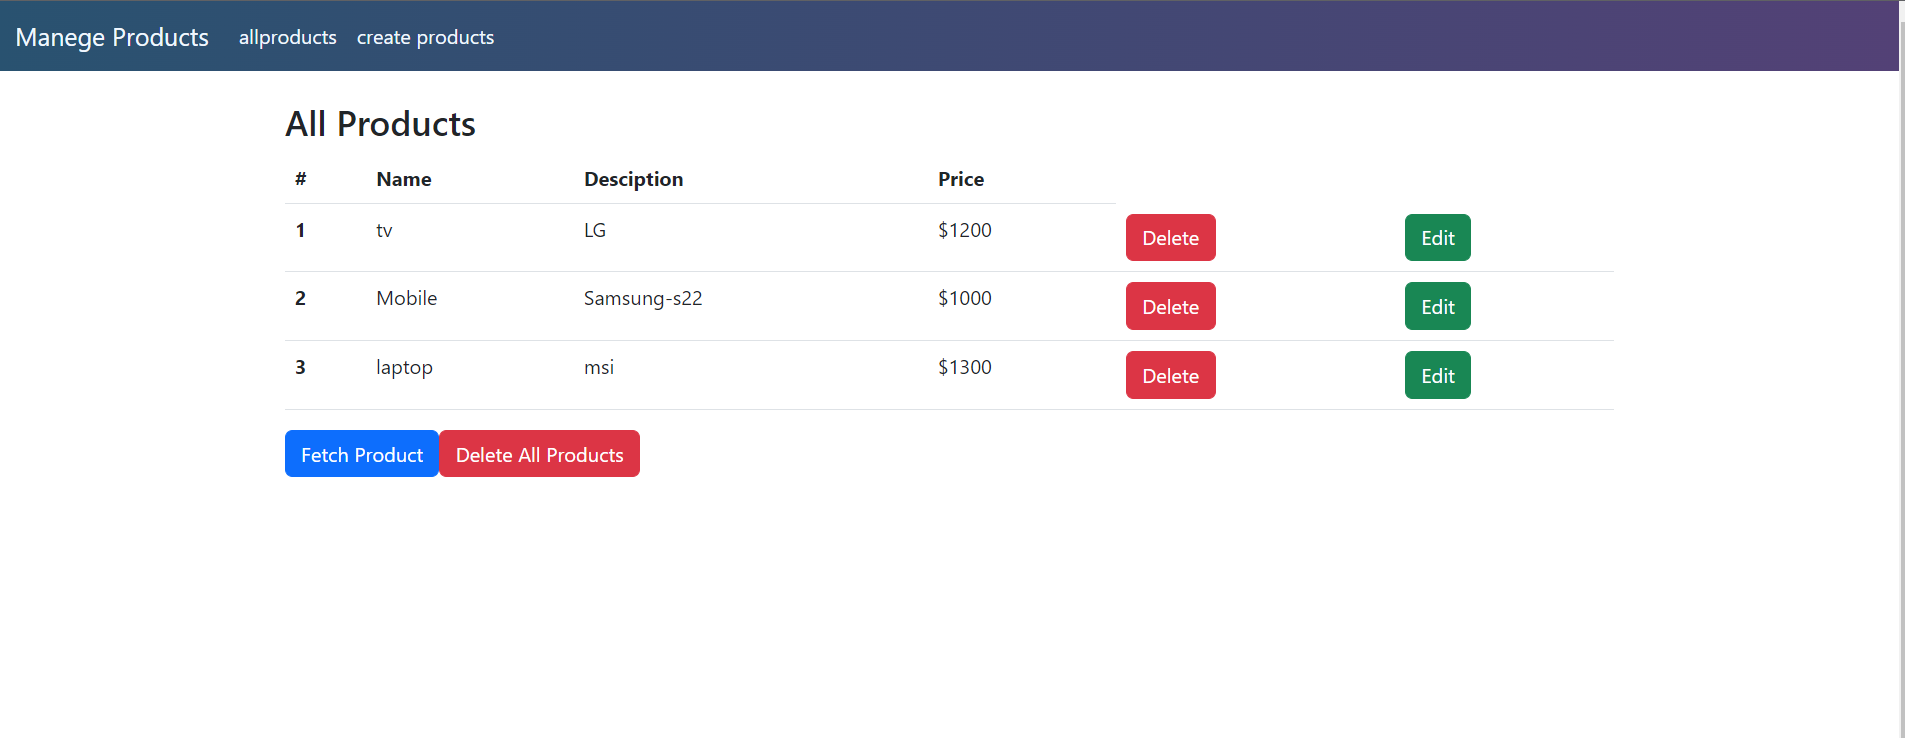 Manege Products allproducts create products
All Products
# Name Desciption Price
1 tv LG $1200 Delete Edit
2 Mobile Samsung-s22 $1000 Delete Edit
3 laptop msi $1300 Delete Edit
Fetch Product Delete All Products